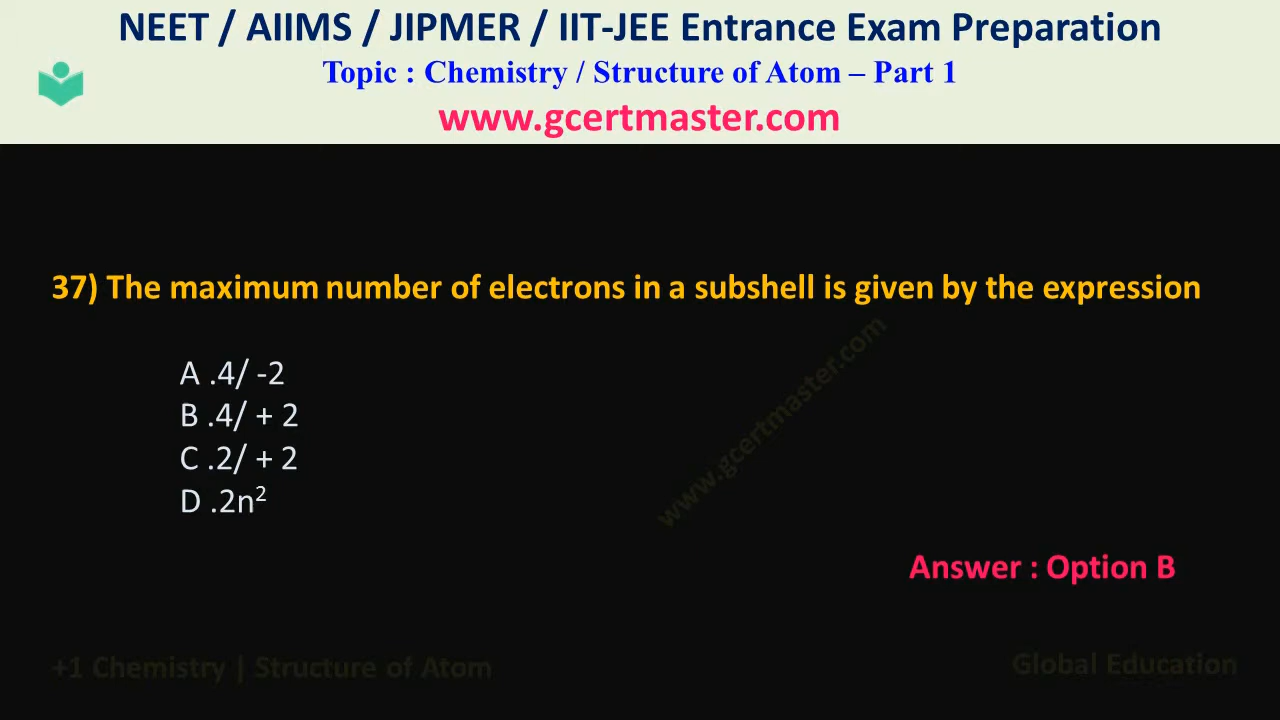 NEET / AIIMS / JIPMER / IIT-JEE Entrance Exam Preparation
Topic : Chemistry / Structure of Atom – Part 1
www.gcertmaster.com
37) The maximum number of electrons in a subshell is given by the expression
A .4/ -2
B .4/ + 2
C .2/ + 2
D .2n²
www.gcertmaster.com
Answer : Option B
+1 Chemistry | Structure of Atom
Global Education